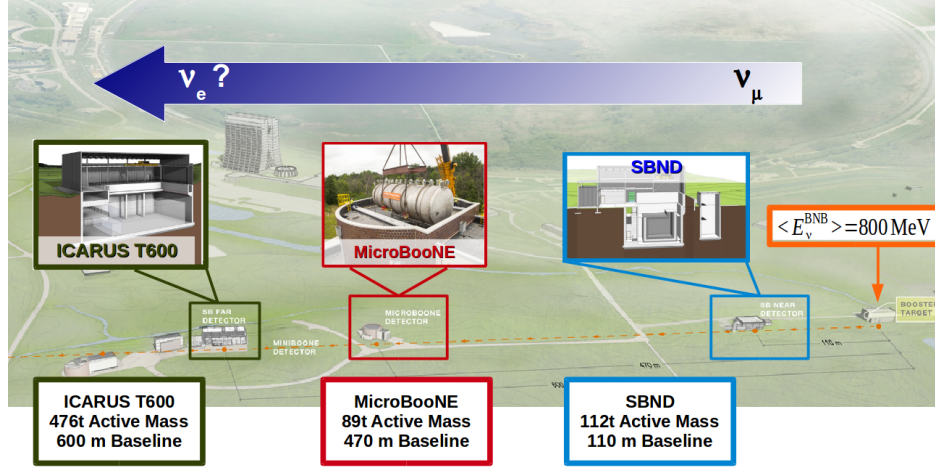 νe ?
νμ
ICARUS T600
MicroBooNE
SBND
<E_ν^BNB>=800 MeV
SB FAR
DETECTOR
MINIBOONE
DETECTOR
MICROBOONE
DETECTOR
SB NEAR
DETECTOR
BOOSTER
TARGET
110 m
470 m
ICARUS T600
476t Active Mass
600 m Baseline
MicroBooNE
89t Active Mass
470 m Baseline
SBND
112t Active Mass
110 m Baseline